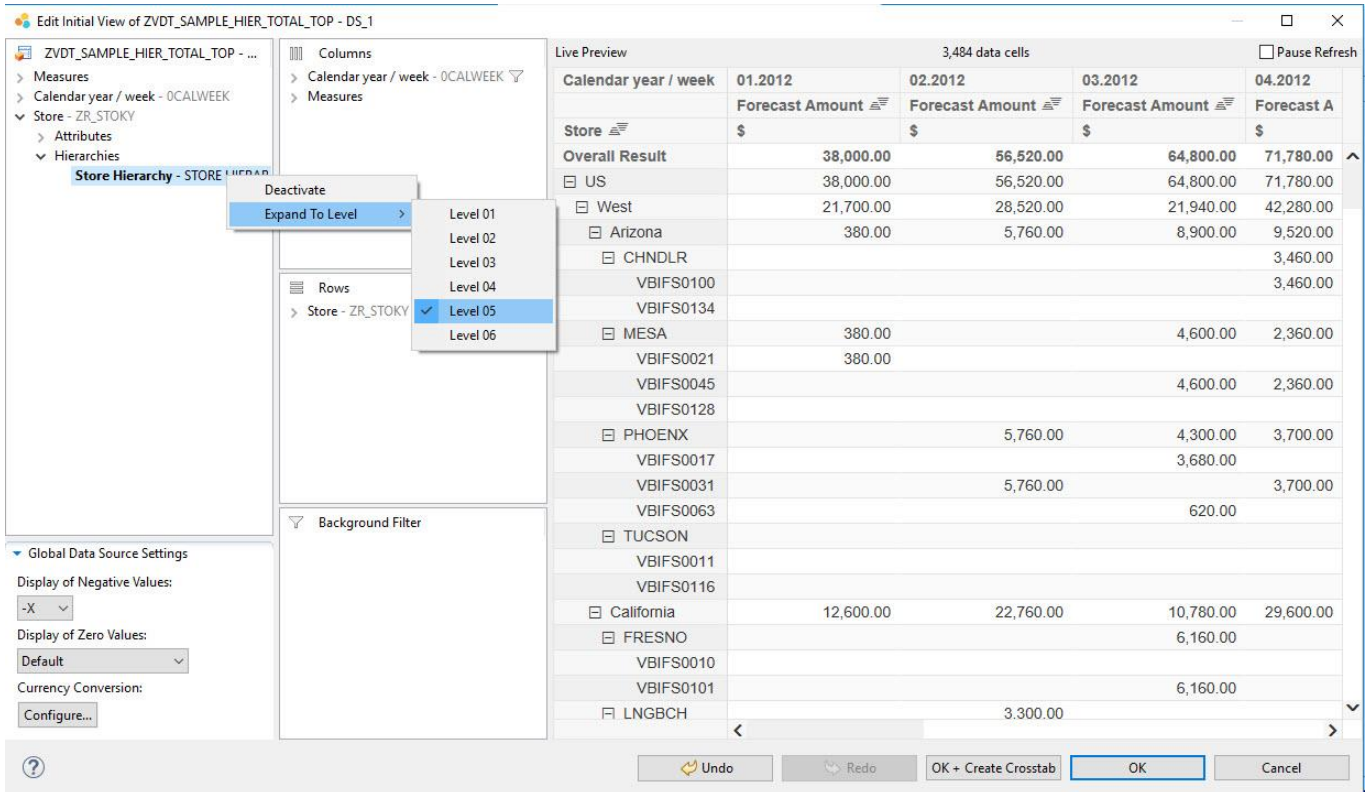 Edit Initial View of ZVDT_SAMPLE_HIER_TOTAL_TOP - DS_1
ZVDT_SAMPLE_HIER_TOTAL_TOP - ...
Measures
Calendar year / week - 0CALWEEK
Store - ZR_STOKY
Attributes
Hierarchies
Store Hierarchy - STORE
Deactivate
Expand To Level
Level 01
Level 02
Level 03
Level 04
Level 05
Level 06
Global Data Source Settings
Display of Negative Values:
-X
Display of Zero Values:
Default
Currency Conversion:
Configure...
Columns
Calendar year / week - 0CALWEEK
Measures
Rows
Store - ZR_STOKY
Background Filter
Live Preview 3,484 data cells Pause Refresh
Calendar year / week 01.2012 02.2012 03.2012 04.2012
Forecast Amount Forecast Amount Forecast Amount Forecast A
Store $ $ $ $
Overall Result 38,000.00 56,520.00 64,800.00 71,780.00
US 38,000.00 56,520.00 64,800.00 71,780.00
West 21,700.00 28,520.00 21,940.00 42,280.00
Arizona 380.00 5,760.00 8,900.00 9,520.00
CHNDLR 3,460.00
VBIFS0100 3,460.00
VBIFS0134
MESA 380.00 4,600.00 2,360.00
VBIFS0021 380.00
VBIFS0045 4,600.00 2,360.00
VBIFS0128
PHOENX 5,760.00 4,300.00 3,700.00
VBIFS0017 3,680.00
VBIFS0031 5,760.00 3,700.00
VBIFS0063 620.00
TUCSON
VBIFS0011
VBIFS0116
California 12,600.00 22,760.00 10,780.00 29,600.00
FRESNO 6,160.00
VBIFS0010
VBIFS0101 6,160.00
LNGBCH 3.300.00
? Undo Redo OK + Create Crosstab OK Cancel